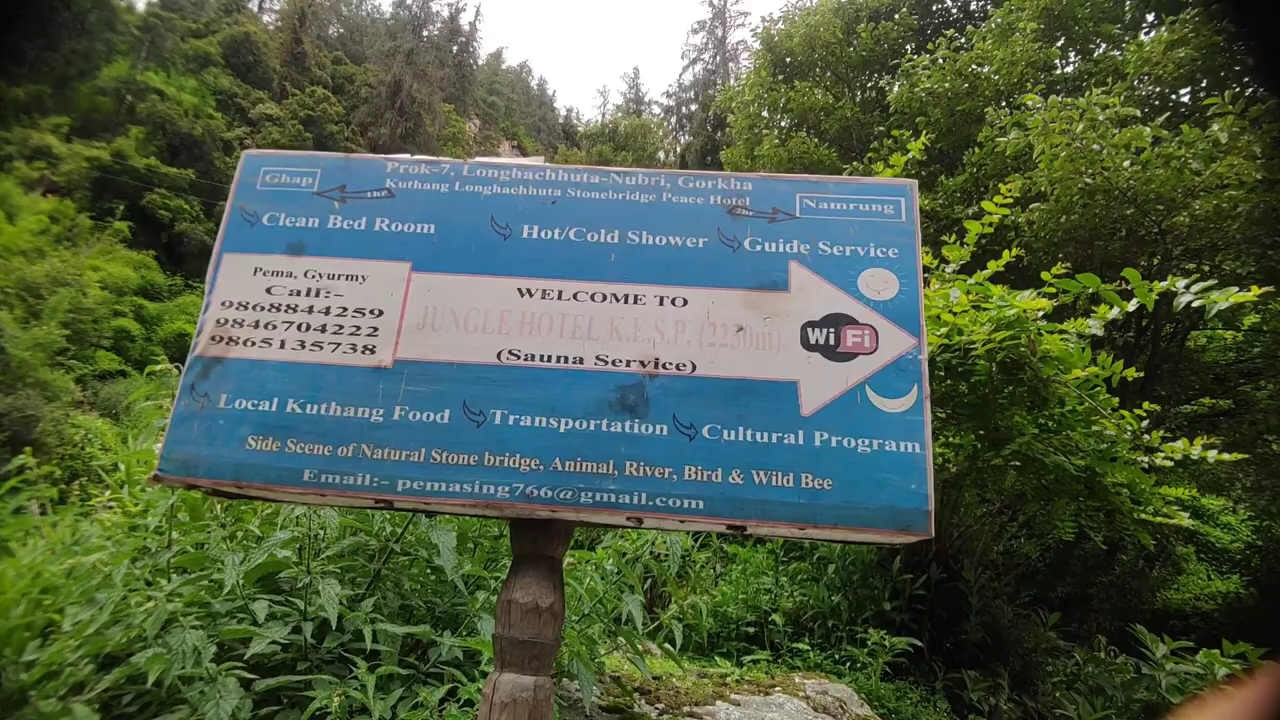 Prok-7, Longhachhuta-Nubri, Gorkha
Ghap
1hr
Kuthang Longhachhuta Stonebridge Peace Hotel
2hr
Namrung
Clean Bed Room
Hot/Cold Shower
Guide Service
Pema, Gyurmy
Call:-
9868844259
9846704222
9865135738
WELCOME TO
JUNGLE HOTEL K.E.S.P. (2230m)
(Sauna Service)
WiFi
Local Kuthang Food
Transportation
Cultural Program
Side Scene of Natural Stone bridge, Animal, River, Bird & Wild Bee
Email:- pemasing766@gmail.com